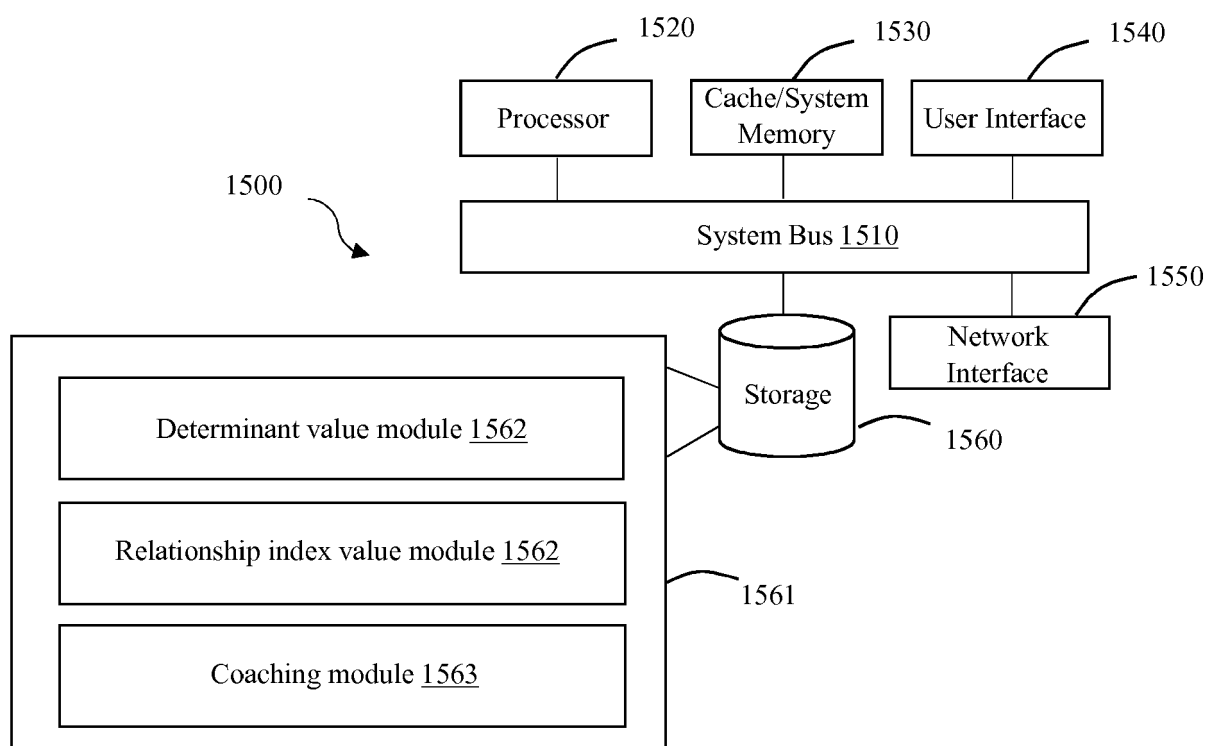 1520
1530
1540
Processor
Cache/System
Memory
User Interface
1500
System Bus 1510
1550
Network
Interface
Storage
1560
Determinant value module 1562
Relationship index value module 1562
1561
Coaching module 1563